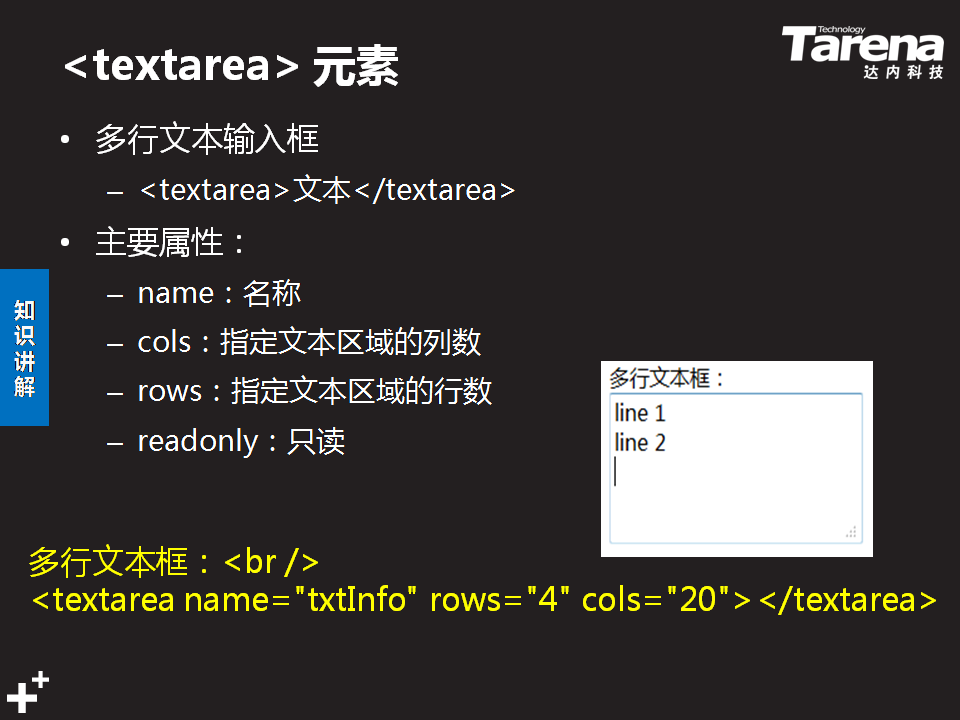 <textarea> 元素
Technology
Tarena
达内科技
• 多行文本输入框
– <textarea>文本</textarea>
• 主要属性：
– name：名称
– cols：指定文本区域的列数
– rows：指定文本区域的行数
– readonly：只读
知识讲解
多行文本框：
line 1
line 2
多行文本框：<br />
<textarea name="txtInfo" rows="4" cols="20"></textarea>